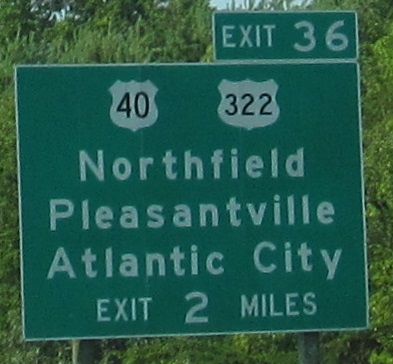 EXIT 36
40 322
Northfield
Pleasantville
Atlantic City
EXIT 2 MILES